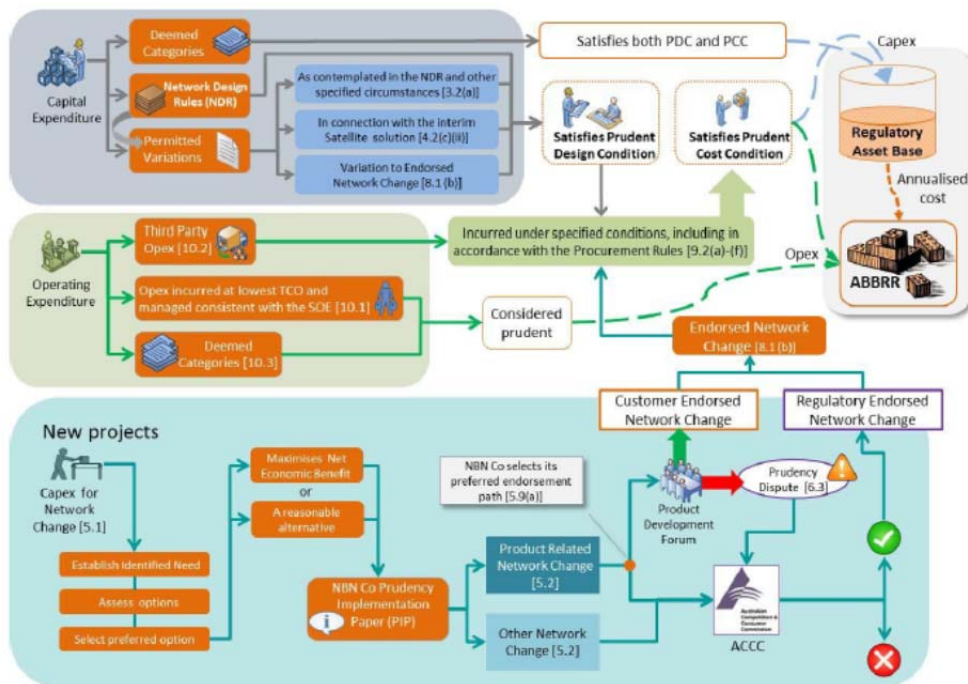 Capital
Expenditure
Deemed
Categories
Network Design
Rules (NDR)
Permitted
Variations
As contemplated in the NDR and other
specified circumstances [3.2(a)]
In connection with the interim
Satellite solution [4.2(c)(ii)]
Variation to Endorsed
Network Change [8.1(b)]
Satisfies both PDC and PCC
Capex
Satisfies Prudent
Design Condition
Satisfies Prudent
Cost Condition
Regulatory
Asset Base
Annualised
cost
ABBRR
Opex
Operating
Expenditure
Third Party
Opex [10.2]
Opex incurred at lowest TCO and
managed consistent with the SOE [10.1]
Deemed
Categories [10.3]
Incurred under specified conditions, including in
accordance with the Procurement Rules [9.2(a)-(f)]
Considered
prudent
Endorsed Network
Change [8.1(b)]
Customer Endorsed
Network Change
Regulatory Endorsed
Network Change
New projects
Capex for
Network
Change [5.1]
Establish Identified Need
Assess options
Select preferred option
Maximises Net
Economic Benefit
or
A reasonable
alternative
NBN Co Prudency
Implementation
Paper (PIP)
NBN Co selects its
preferred endorsement
path [5.9(a)]
Product Related
Network Change
[5.2]
Other Network
Change [5.2]
Product
Development
Forum
Prudency
Dispute [6.3]
Australian
Competition &
Consumer
Commission
ACCC